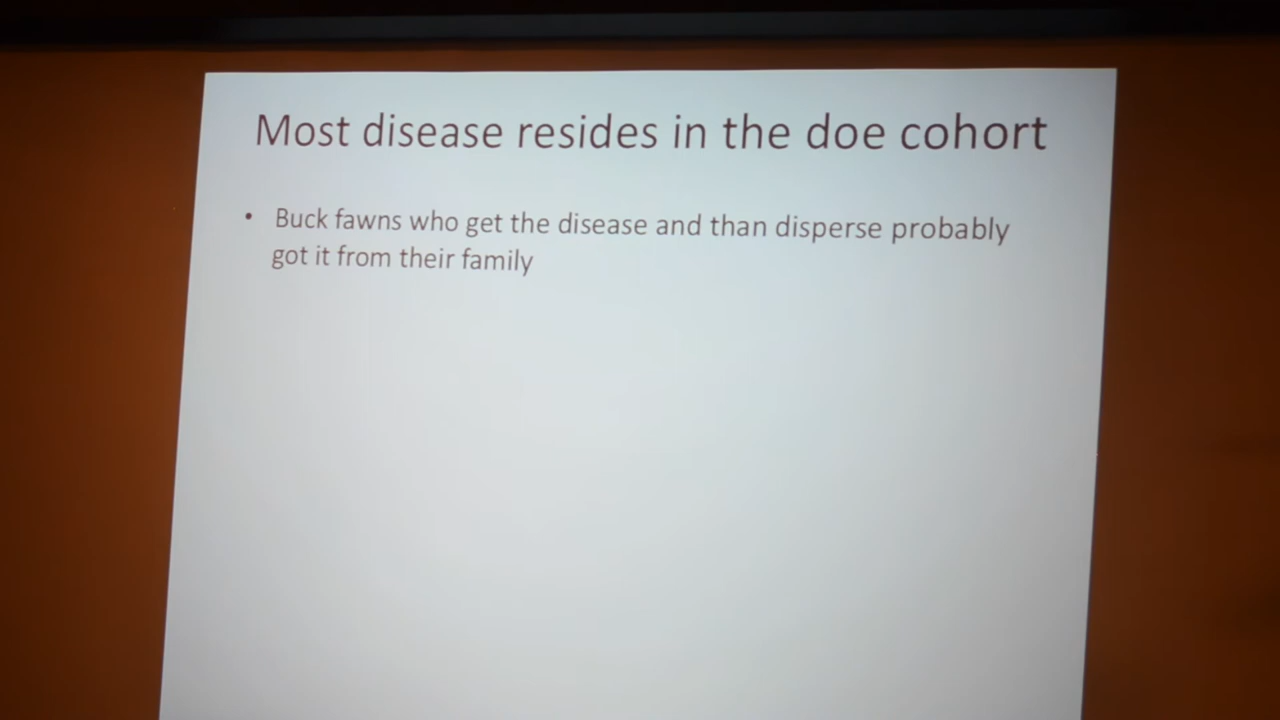 Most disease resides in the doe cohort
• Buck fawns who get the disease and than disperse probably
got it from their family